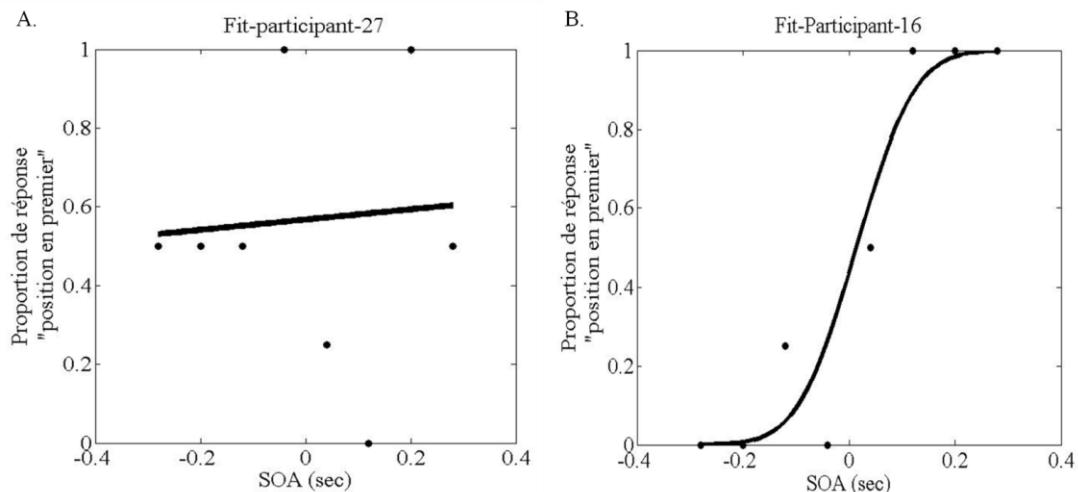 A.
Fit-participant-27
Proportion de réponse
"position en premier"
1
0.8
0.6
0.4
0.2
0
-0.4
-0.2
0
0.2
0.4
SOA (sec)
B.
Fit-Participant-16
Proportion de réponse
"position en premier"
1
0.8
0.6
0.4
0.2
0
-0.4
-0.2
0
0.2
0.4
SOA (sec)